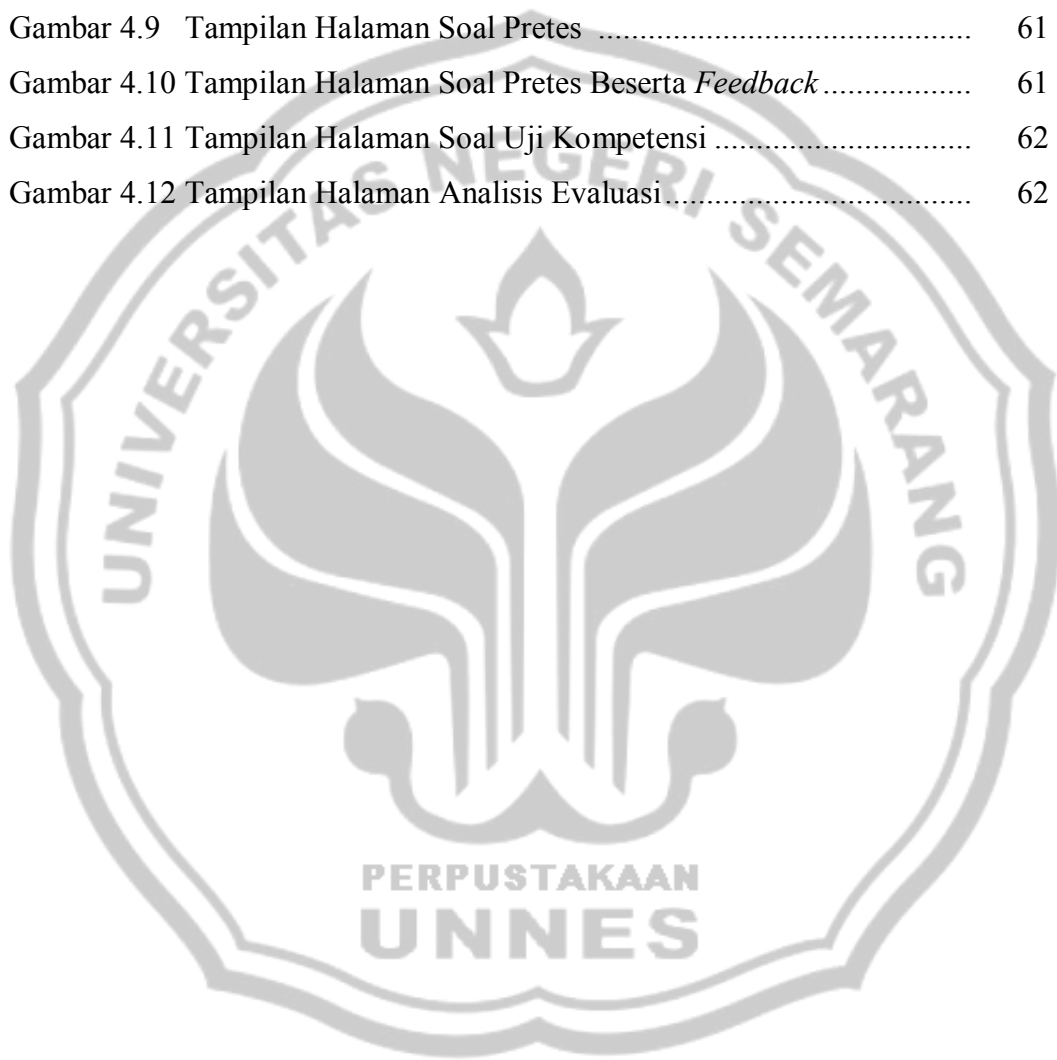 Gambar 4.9 Tampilan Halaman Soal Pretes ....................................... 61
Gambar 4.10 Tampilan Halaman Soal Pretes Beserta Feedback .................. 61
Gambar 4.11 Tampilan Halaman Soal Uji Kompetensi ............................... 62
Gambar 4.12 Tampilan Halaman Analisis Evaluasi .................................... 62
UNIVERSITAS NEGERI SEMARANG
PERPUSTAKAAN
UNNES